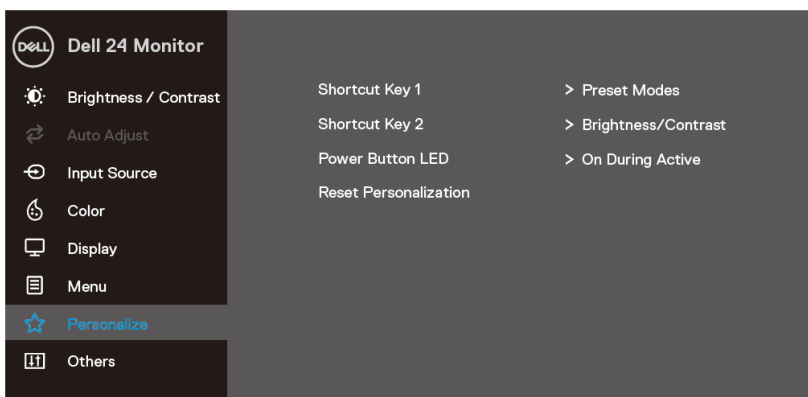 DELL
Dell 24 Monitor
Brightness / Contrast
Auto Adjust
Input Source
Color
Display
Menu
Personalize
Others
Shortcut Key 1 > Preset Modes
Shortcut Key 2 > Brightness/Contrast
Power Button LED > On During Active
Reset Personalization